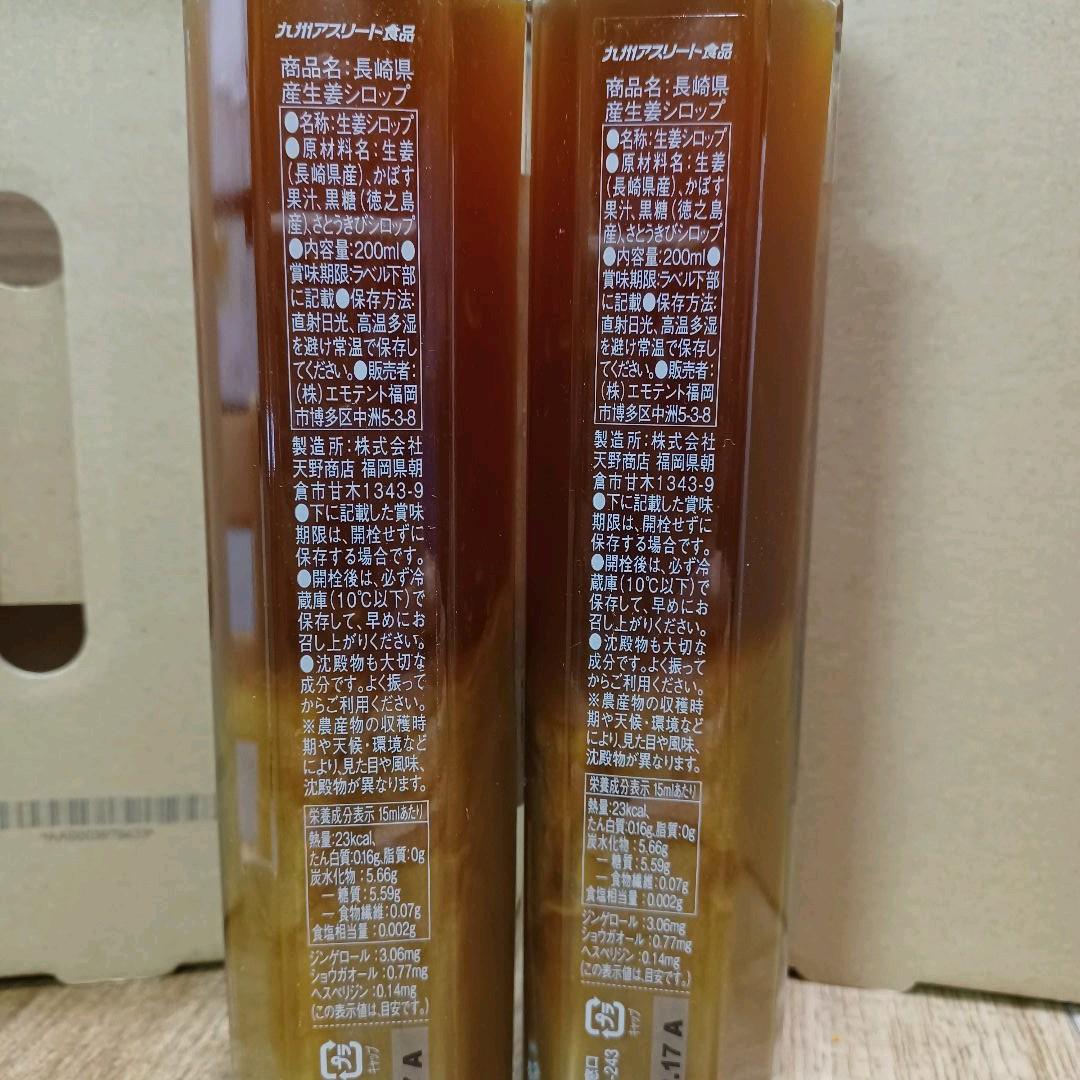 九州アスリート食品
商品名:長崎県
産生姜シロップ
●名称:生姜シロップ
●原材料名:生姜
(長崎県産)、かぼす
果汁、黒糖(徳之島
産)、さとうきびシロップ
●内容量:200ml●
賞味期限:ラベル下部
に記載●保存方法:
直射日光、高温多湿
を避け常温で保存し
てください。●販売者:
(株)エモテント福岡
市博多区中洲5-3-8
製造所:株式会社
天野商店 福岡県朝
倉市甘木1343-9
●下に記載した賞味
期限は、開栓せずに
保存する場合です。
●開栓後は、必ず冷
蔵庫(10℃以下)で
保存して、早めにお
召し上がりください。
●沈殿物も大切な
成分です。よく振って
からご利用ください。
※農産物の収穫時
期や天候・環境など
により、見た目や風味、
沈殿物が異なります。
栄養成分表示 15mlあたり
熱量:23kcal、
たん白質:0.16g、脂質:0g
炭水化物:5.66g
ー糖質:5.59g
ー食物繊維:0.07g
食塩相当量:0.002g
ジンゲロール:3.06mg
ショウガオール:0.77mg
ヘスペリジン:0.14mg
(この表示値は、目安です。)
プラ
キャップ
7 A
九州アスリート食品
商品名:長崎県
産生姜シロップ
●名称:生姜シロップ
●原材料名:生姜
(長崎県産)、かぼす
果汁、黒糖(徳之島
産)、さとうきびシロップ
●内容量:200ml●
賞味期限:ラベル下部
に記載●保存方法:
直射日光、高温多湿
を避け常温で保存し
てください。●販売者:
(株)エモテント福岡
市博多区中洲5-3-8
製造所:株式会社
天野商店 福岡県朝
倉市甘木1343-9
●下に記載した賞味
期限は、開栓せずに
保存する場合です。
●開栓後は、必ず冷
蔵庫(10℃以下)で
保存して、早めにお
召し上がりください。
●沈殿物も大切な
成分です。よく振って
からご利用ください。
※農産物の収穫時
期や天候・環境など
により、見た目や風味、
沈殿物が異なります。
栄養成分表示 15mlあたり
熱量:23kcal、
たん白質:0.16g、脂質:0g
炭水化物:5.66g
ー糖質:5.59g
ー食物繊維:0.07g
食塩相当量:0.002g
ジンゲロール:3.06mg
ショウガオール:0.77mg
ヘスペリジン:0.14mg
(この表示値は、目安です。)
プラ
キャップ
窓口
-243
.17 A